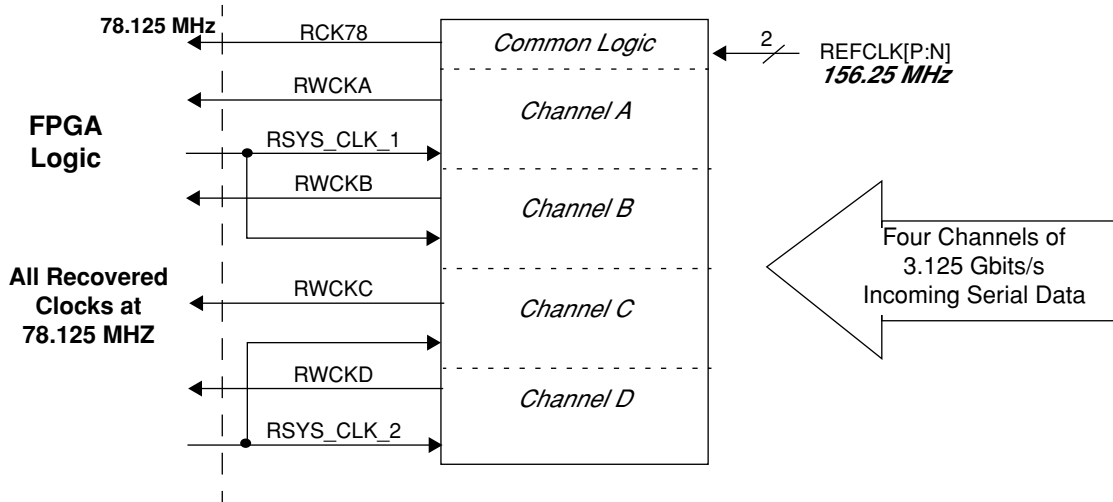 78.125 MHz
RCK78
Common Logic
2
REFCLK[P:N]
156.25 MHz
RWCKA
Channel A
FPGA
Logic
RSYS_CLK_1
RWCKB
Channel B
Four Channels of
3.125 Gbits/s
Incoming Serial Data
All Recovered
Clocks at
78.125 MHZ
RWCKC
Channel C
RWCKD
Channel D
RSYS_CLK_2